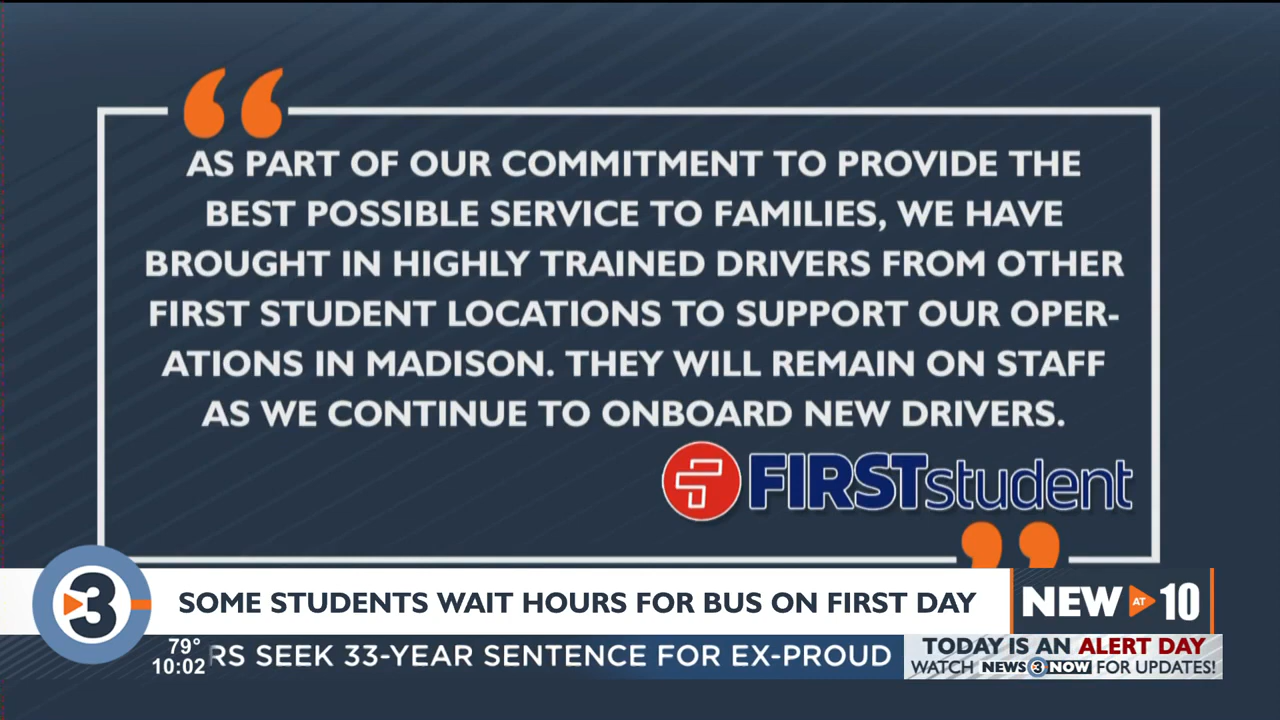 AS PART OF OUR COMMITMENT TO PROVIDE THE
BEST POSSIBLE SERVICE TO FAMILIES, WE HAVE
BROUGHT IN HIGHLY TRAINED DRIVERS FROM OTHER
FIRST STUDENT LOCATIONS TO SUPPORT OUR OPER-
ATIONS IN MADISON. THEY WILL REMAIN ON STAFF
AS WE CONTINUE TO ONBOARD NEW DRIVERS.
FIRSTstudent
3
SOME STUDENTS WAIT HOURS FOR BUS ON FIRST DAY
NEW AT 10
79°
10:02
RS SEEK 33-YEAR SENTENCE FOR EX-PROUD
TODAY IS AN ALERT DAY
WATCH NEWS 3 NOW FOR UPDATES!